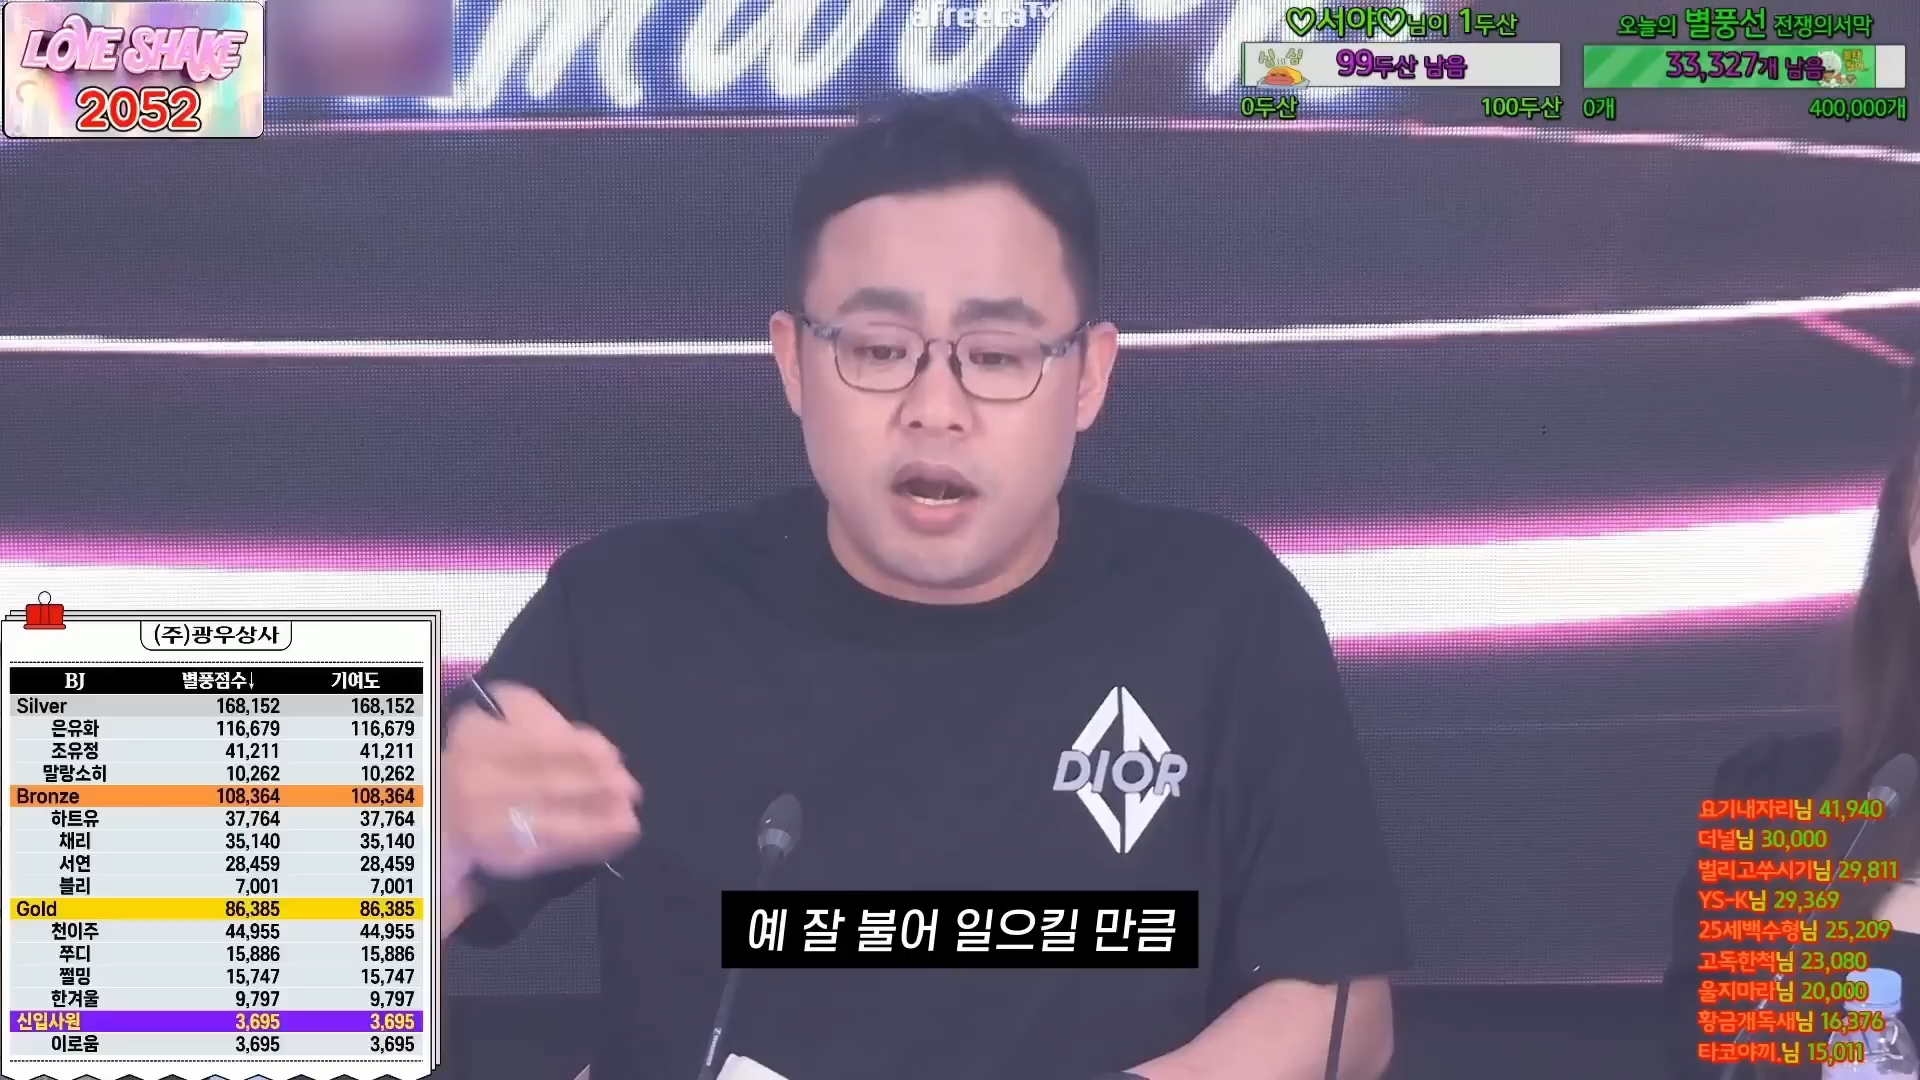 LOVE SHAKE
2052
afreecaTV
♡서야♡님이 1두산
99두산 남음
0두산 100두산
오늘의 별풍선 전쟁의서막
33,327개 남음
0개 400,000개
DIOR
(주)광우상사
BJ 별풍점수↓ 기여도
Silver 168,152 168,152
은유화 116,679 116,679
조유정 41,211 41,211
말랑소히 10,262 10,262
Bronze 108,364 108,364
하트유 37,764 37,764
채리 35,140 35,140
서연 28,459 28,459
블리 7,001 7,001
Gold 86,385 86,385
천이주 44,955 44,955
쭈디 15,886 15,886
쩔밍 15,747 15,747
한겨울 9,797 9,797
신입사원 3,695 3,695
이로움 3,695 3,695
예 잘 불어 일으킬 만큼
요기내자리님 41,940
더널님 30,000
벌리고쑤시기님 29,811
YS-K님 29,369
25세백수형님 25,209
고독한척님 23,080
울지마라님 20,000
황금개독새님 16,376
타코야끼.님 15,011